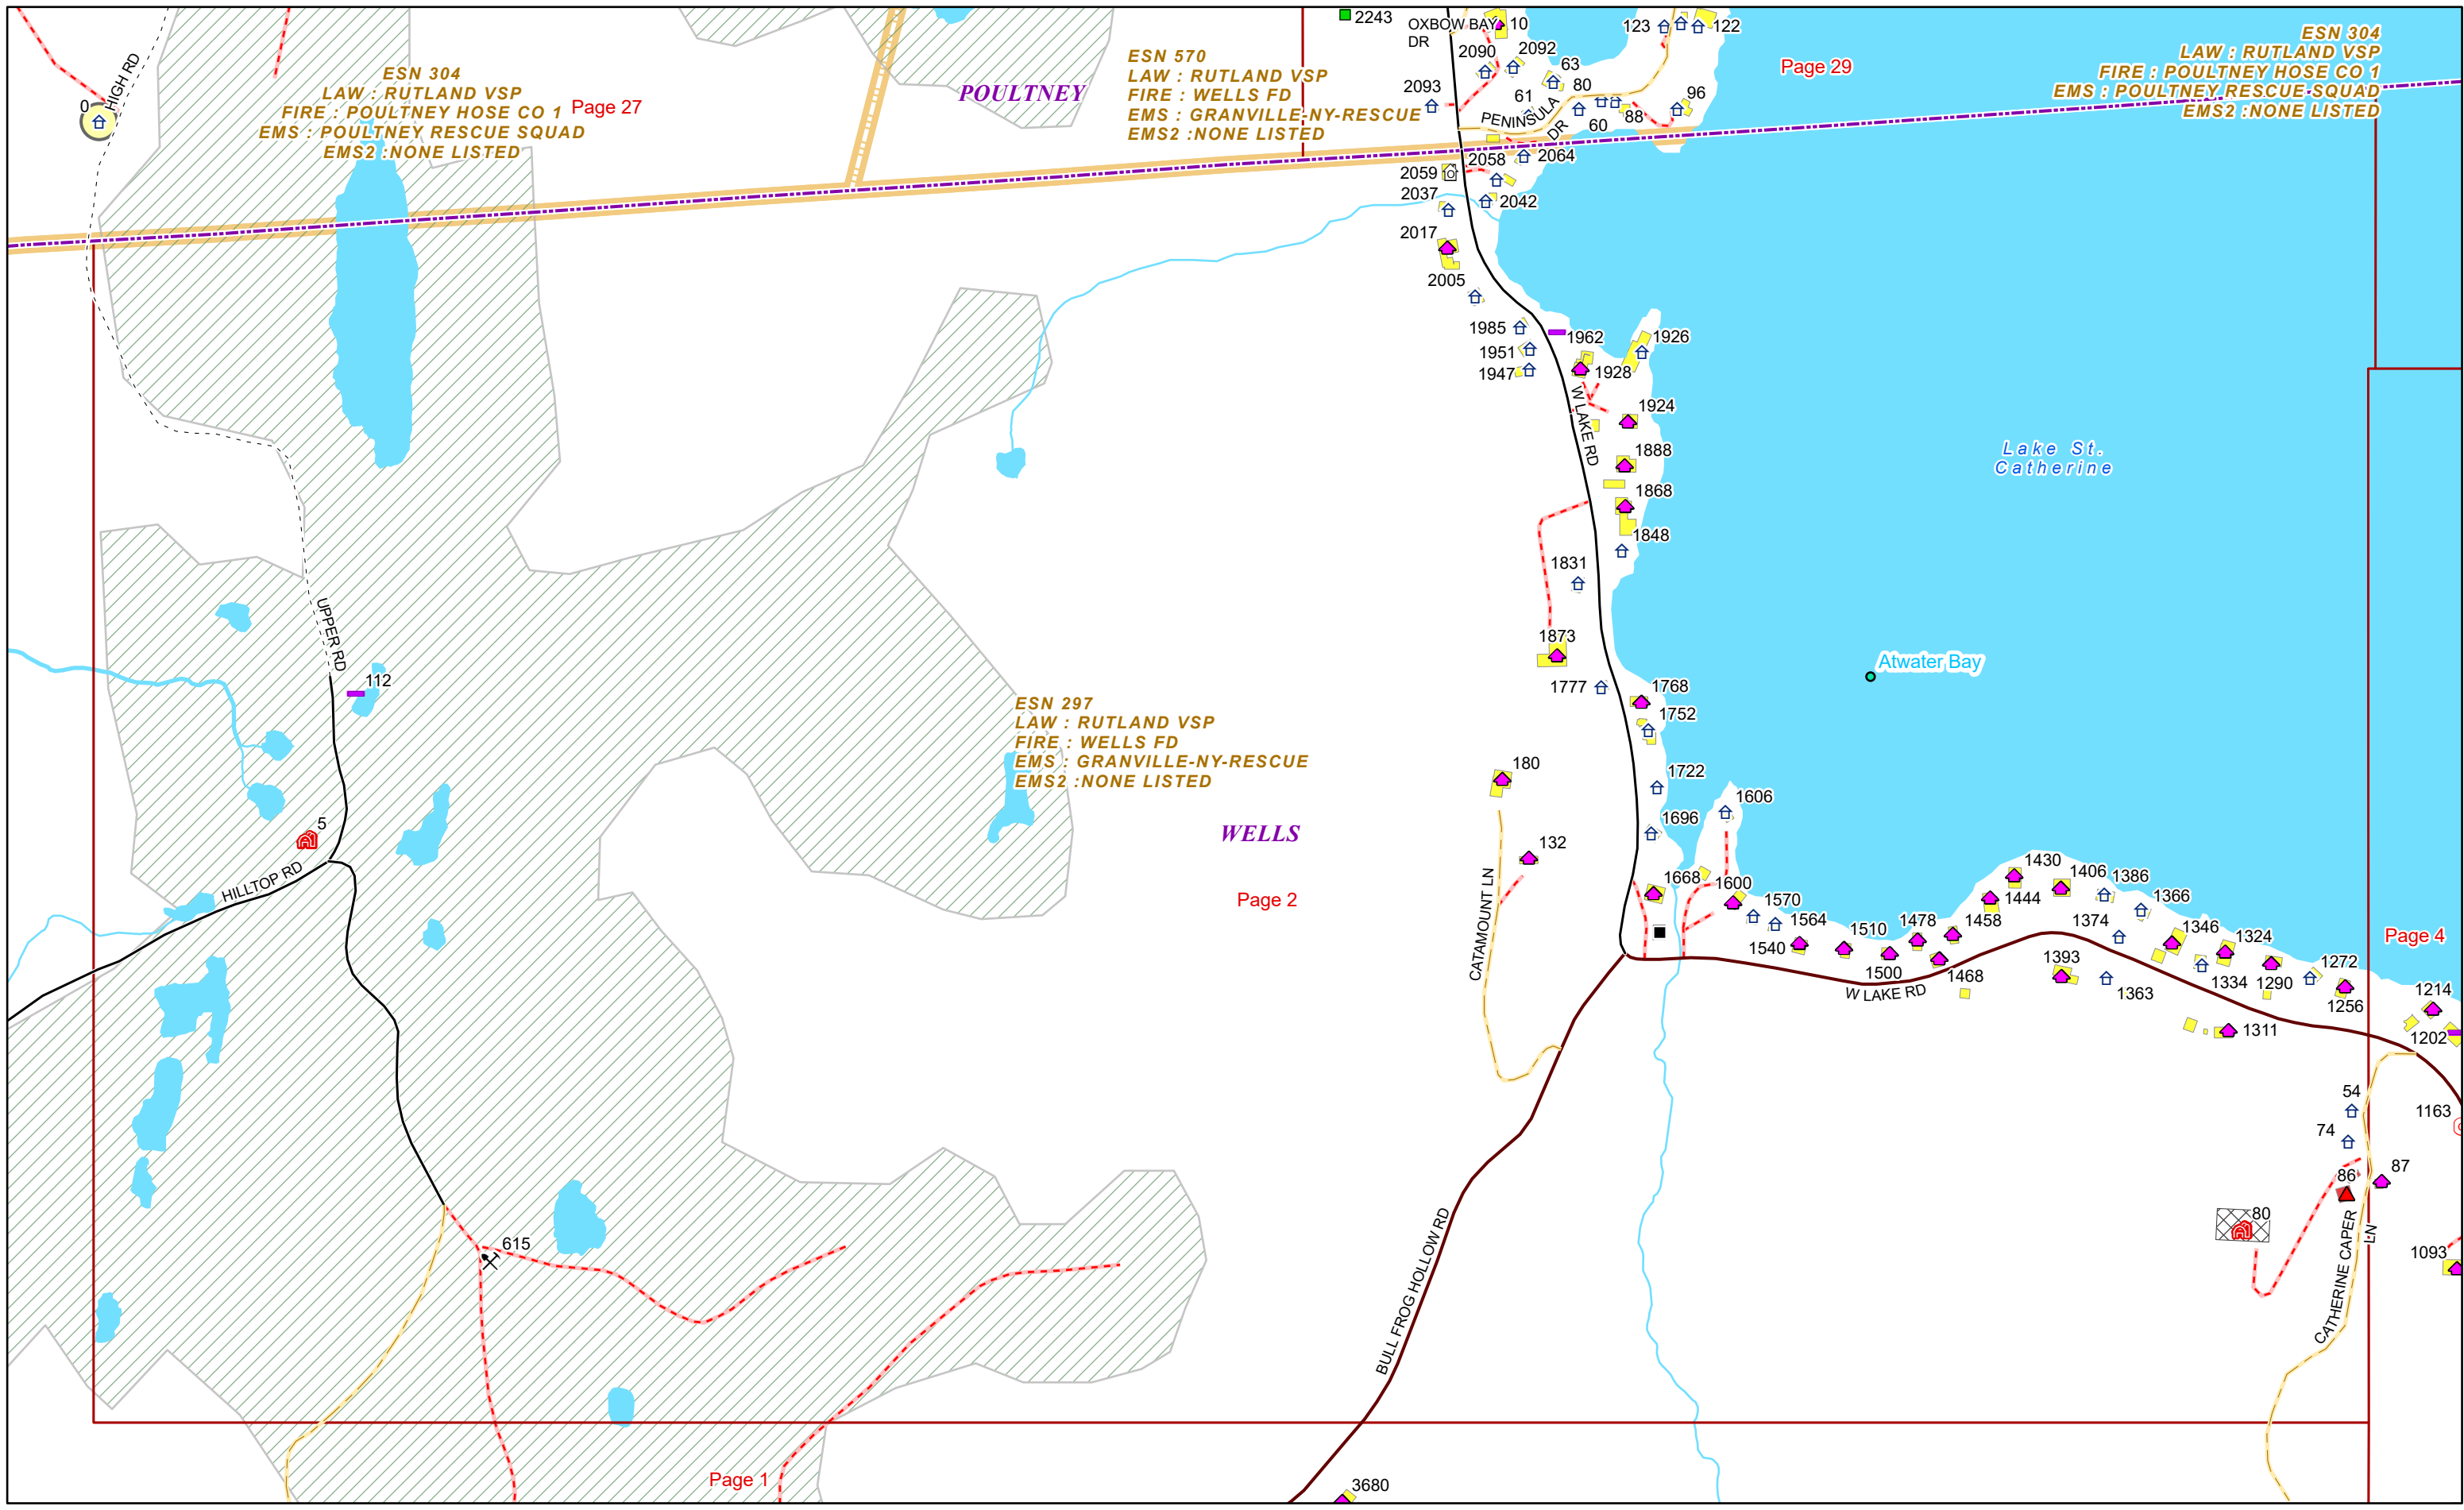 HIGH RD
0
ESN 304
LAW : RUTLAND VSP
FIRE : POULTNEY HOSE CO 1
EMS : POULTNEY RESCUE SQUAD
EMS2 :NONE LISTED
Page 27
POULTNEY
ESN 570
LAW : RUTLAND VSP
FIRE : WELLS FD
EMS : GRANVILLE-NY-RESCUE
EMS2 :NONE LISTED
2243
OXBOW BAY
DR
10
2090
2092
2093
63
61
80
PENINSULA
DR
60
88
96
123
122
Page 29
ESN 304
LAW : RUTLAND VSP
FIRE : POULTNEY HOSE CO 1
EMS : POULTNEY RESCUE SQUAD
EMS2 :NONE LISTED
2058
2064
2059
2037
2042
2017
2005
1985
1962
1926
1951
1947
1928
W LAKE RD
1924
1888
1868
1848
1831
1873
1777
1768
1752
1722
1696
1606
1668
1600
1570
1564
1540
1510
1500
1478
1458
1468
1444
1430
1406
1386
1374
1366
1346
1334
1324
1290
1272
1256
1214
1202
1393
1363
1311
W LAKE RD
Lake St.
Catherine
Atwater Bay
Page 4
UPPER RD
112
5
HILLTOP RD
ESN 297
LAW : RUTLAND VSP
FIRE : WELLS FD
EMS : GRANVILLE-NY-RESCUE
EMS2 :NONE LISTED
WELLS
Page 2
180
132
CATAMOUNT LN
BULL FROG HOLLOW RD
54
74
86
87
80
1163
1093
CATHERINE CAPER
LN
615
Page 1
3680